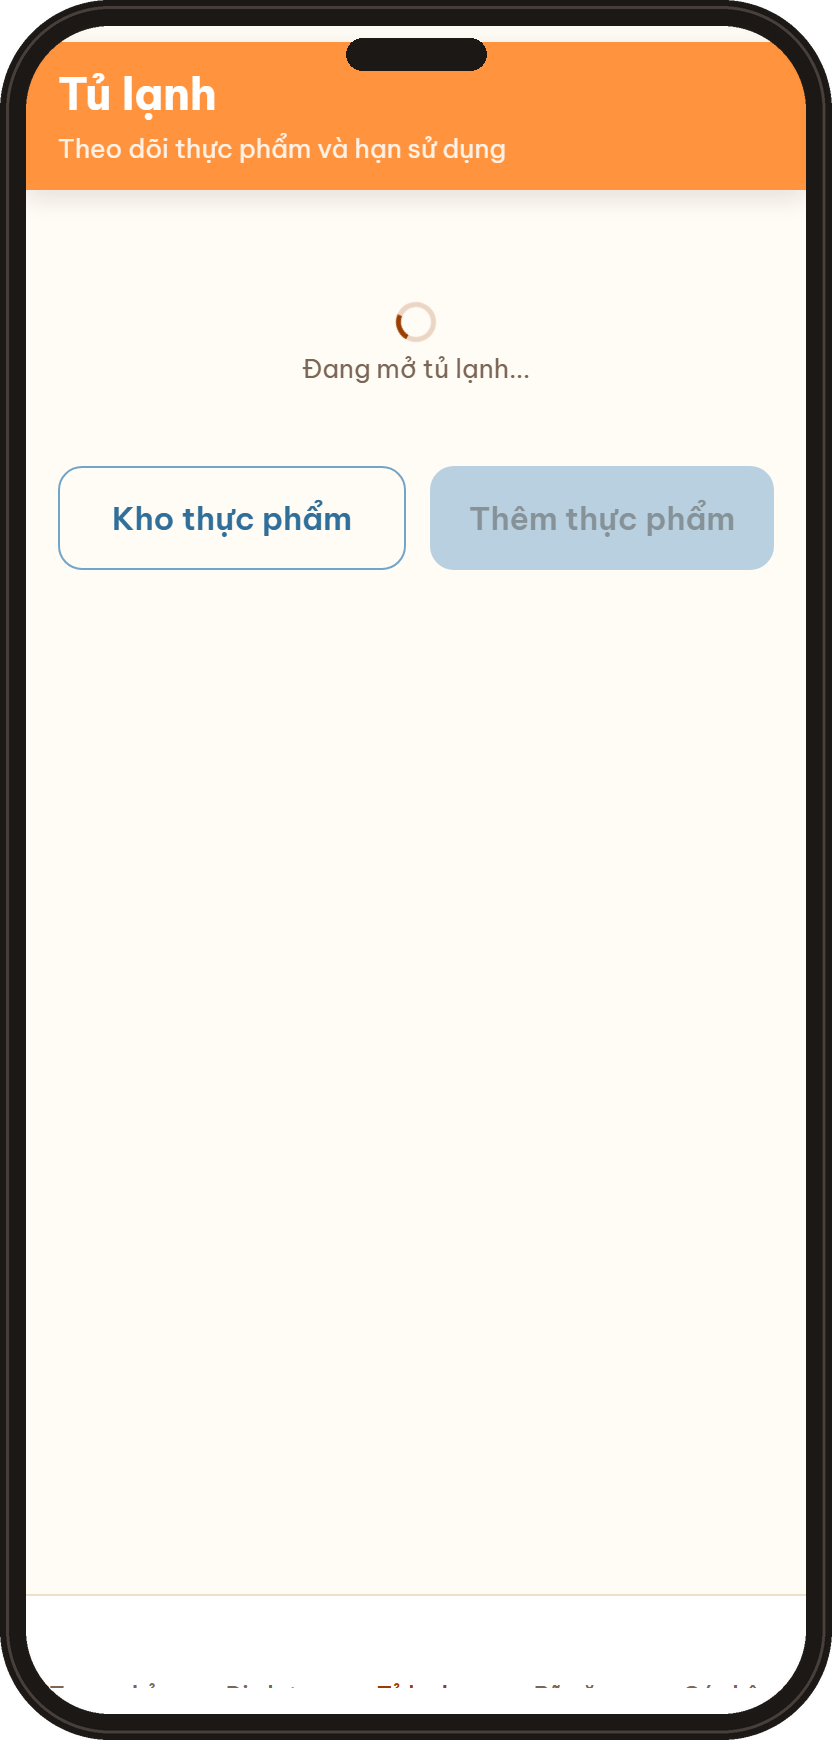 Tủ lạnh
Theo dõi thực phẩm và hạn sử dụng
Đang mở tủ lạnh...
Kho thực phẩm
Thêm thực phẩm